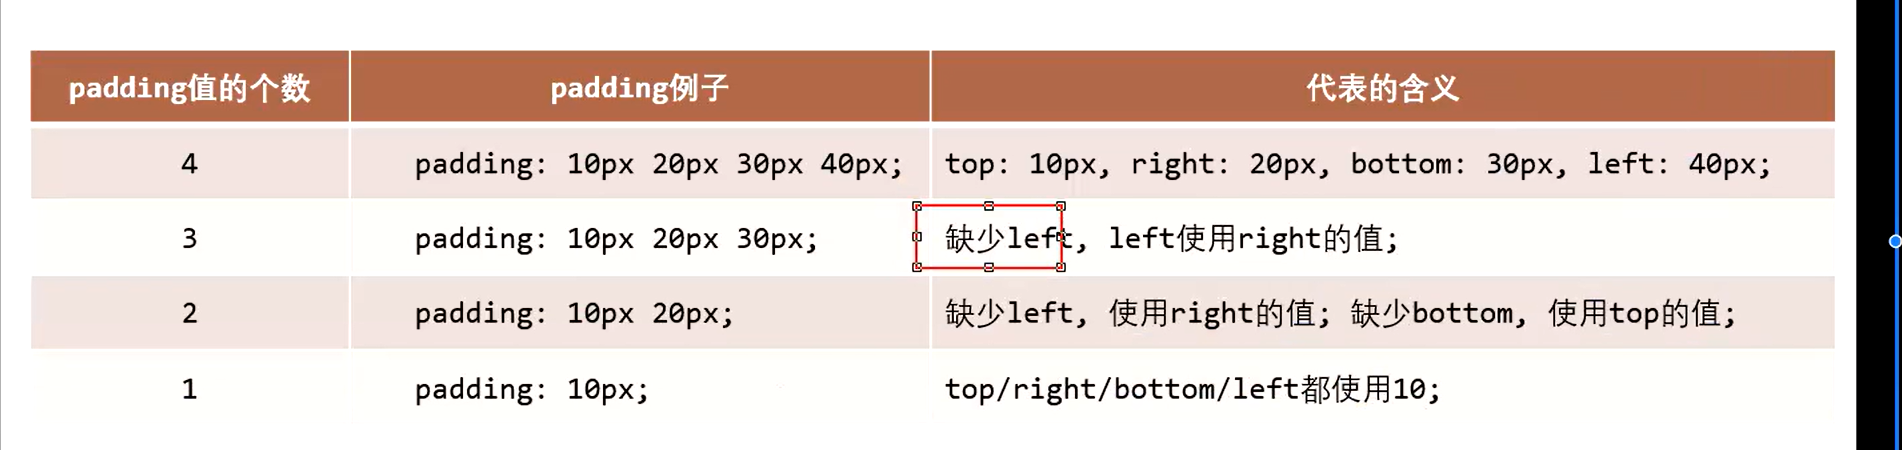 padding值的个数 padding例子 代表的含义
4 padding: 10px 20px 30px 40px; top: 10px, right: 20px, bottom: 30px, left: 40px;
3 padding: 10px 20px 30px; 缺少left, left使用right的值;
2 padding: 10px 20px; 缺少left, 使用right的值; 缺少bottom, 使用top的值;
1 padding: 10px; top/right/bottom/left都使用10;